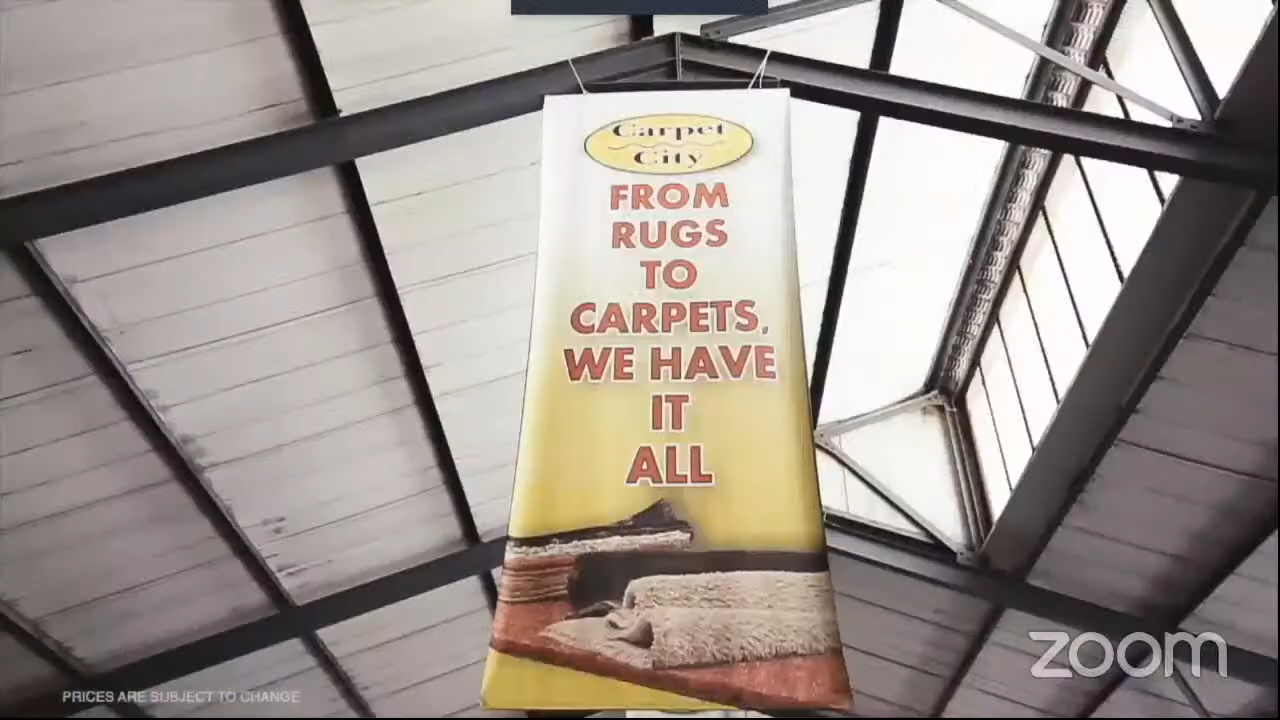 Carpet
City
FROM
RUGS
TO
CARPETS,
WE HAVE
IT
ALL
PRICES ARE SUBJECT TO CHANGE
zoom